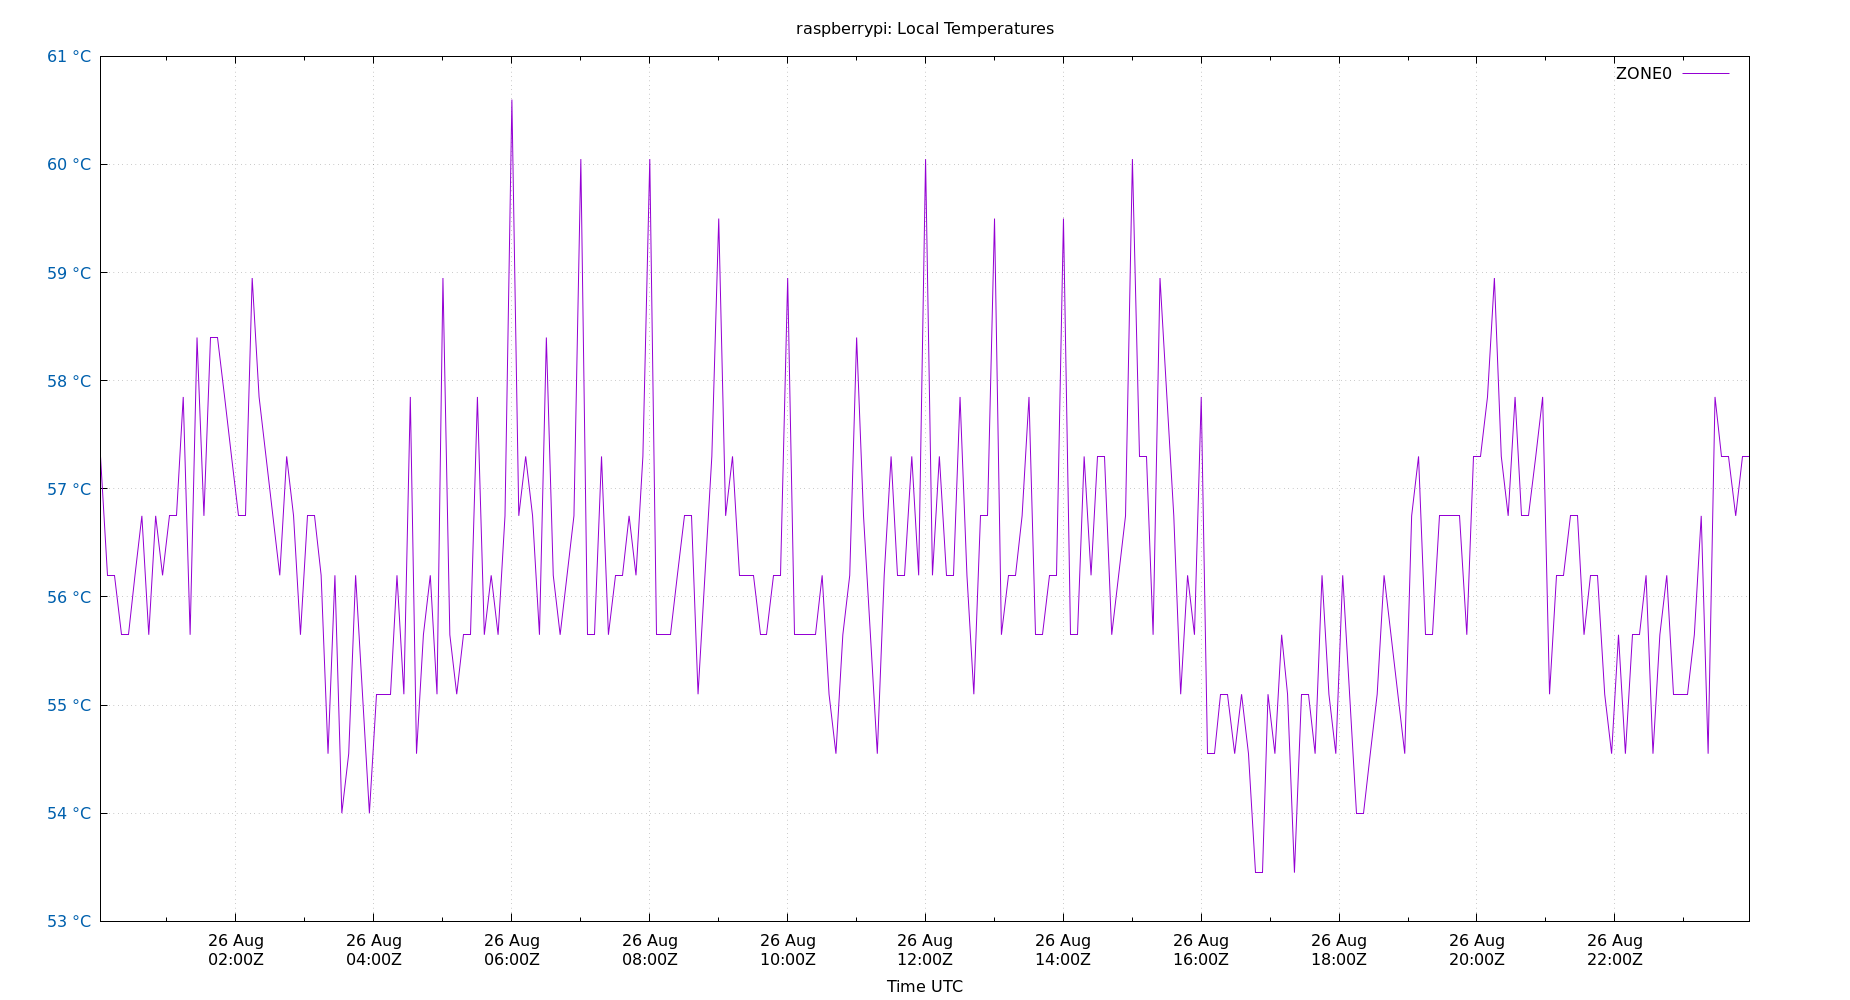 raspberrypi: Local Temperatures
ZONE0
61 °C
60 °C
59 °C
58 °C
57 °C
56 °C
55 °C
54 °C
53 °C
26 Aug
02:00Z
26 Aug
04:00Z
26 Aug
06:00Z
26 Aug
08:00Z
26 Aug
10:00Z
26 Aug
12:00Z
26 Aug
14:00Z
26 Aug
16:00Z
26 Aug
18:00Z
26 Aug
20:00Z
26 Aug
22:00Z
Time UTC